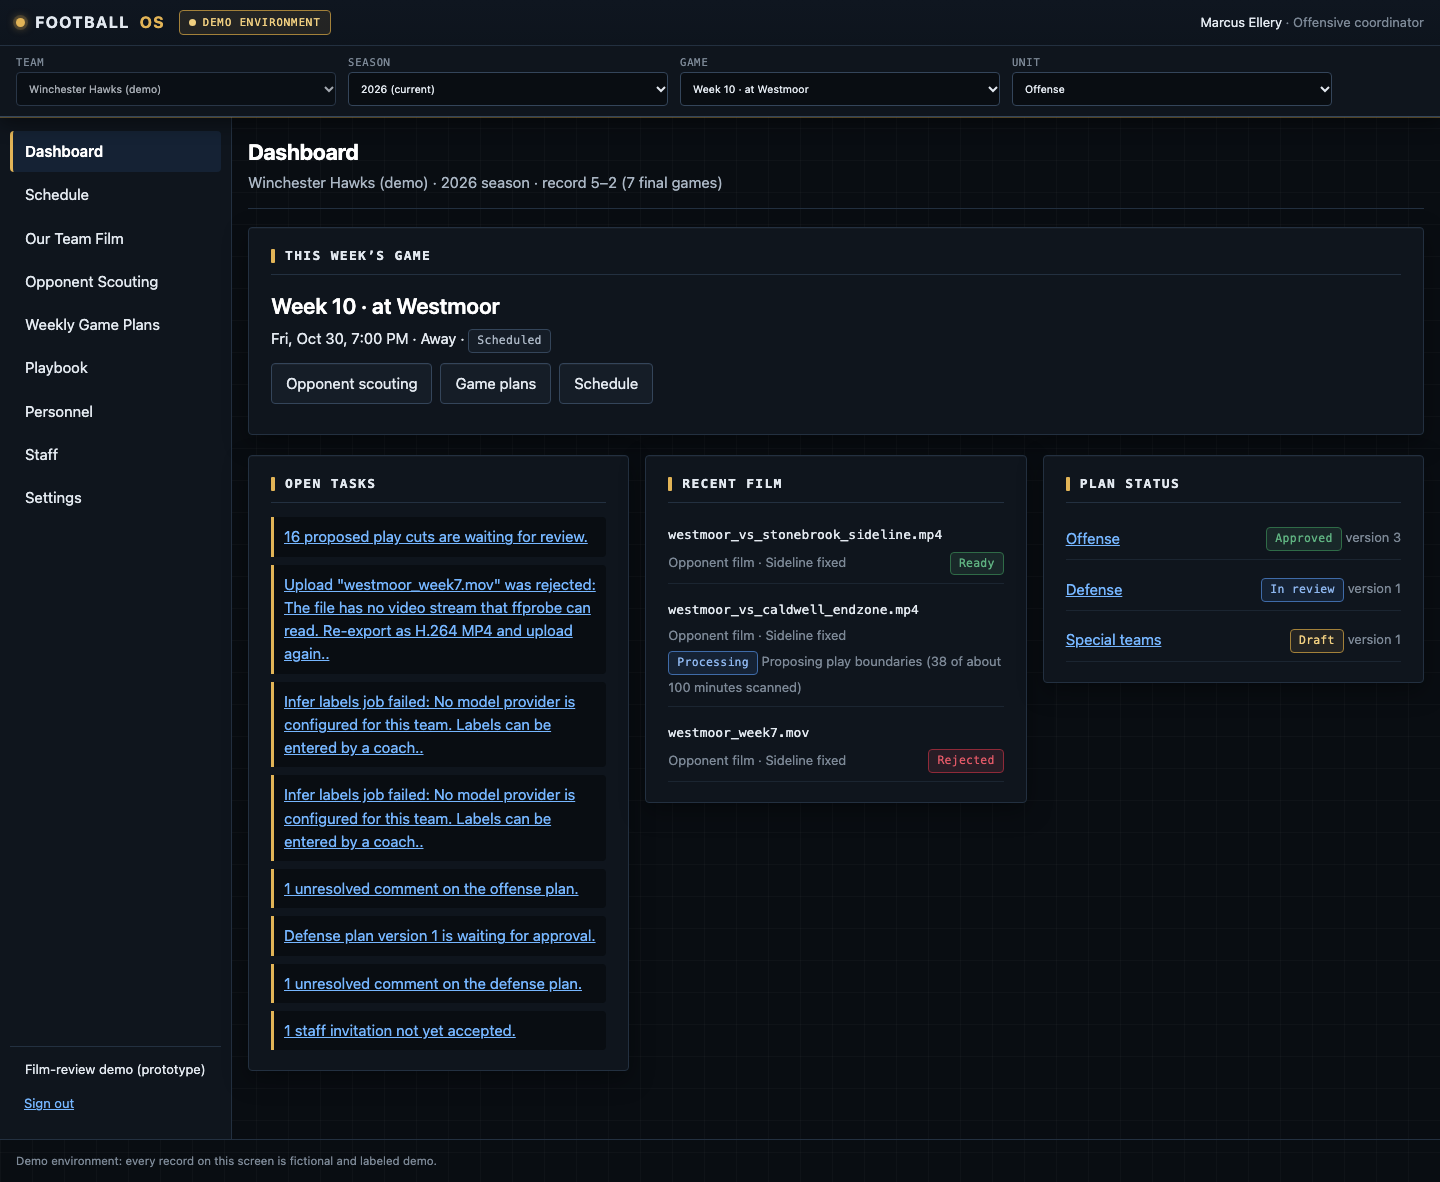 FOOTBALL OS
DEMO ENVIRONMENT
Marcus Ellery · Offensive coordinator
TEAM
Winchester Hawks (demo)
SEASON
2026 (current)
GAME
Week 10 · at Westmoor
UNIT
Offense
Dashboard
Schedule
Our Team Film
Opponent Scouting
Weekly Game Plans
Playbook
Personnel
Staff
Settings
Film-review demo (prototype)
Sign out
Dashboard
Winchester Hawks (demo) · 2026 season · record 5–2 (7 final games)
THIS WEEK’S GAME
Week 10 · at Westmoor
Fri, Oct 30, 7:00 PM · Away · Scheduled
Opponent scouting
Game plans
Schedule
OPEN TASKS
16 proposed play cuts are waiting for review.
Upload "westmoor_week7.mov" was rejected:
The file has no video stream that ffprobe can
read. Re-export as H.264 MP4 and upload
again..
Infer labels job failed: No model provider is
configured for this team. Labels can be
entered by a coach..
Infer labels job failed: No model provider is
configured for this team. Labels can be
entered by a coach..
1 unresolved comment on the offense plan.
Defense plan version 1 is waiting for approval.
1 unresolved comment on the defense plan.
1 staff invitation not yet accepted.
RECENT FILM
westmoor_vs_stonebrook_sideline.mp4
Opponent film · Sideline fixed
Ready
westmoor_vs_caldwell_endzone.mp4
Opponent film · Sideline fixed
Processing Proposing play boundaries (38 of about
100 minutes scanned)
westmoor_week7.mov
Opponent film · Sideline fixed
Rejected
PLAN STATUS
Offense
Approved version 3
Defense
In review version 1
Special teams
Draft version 1
Demo environment: every record on this screen is fictional and labeled demo.